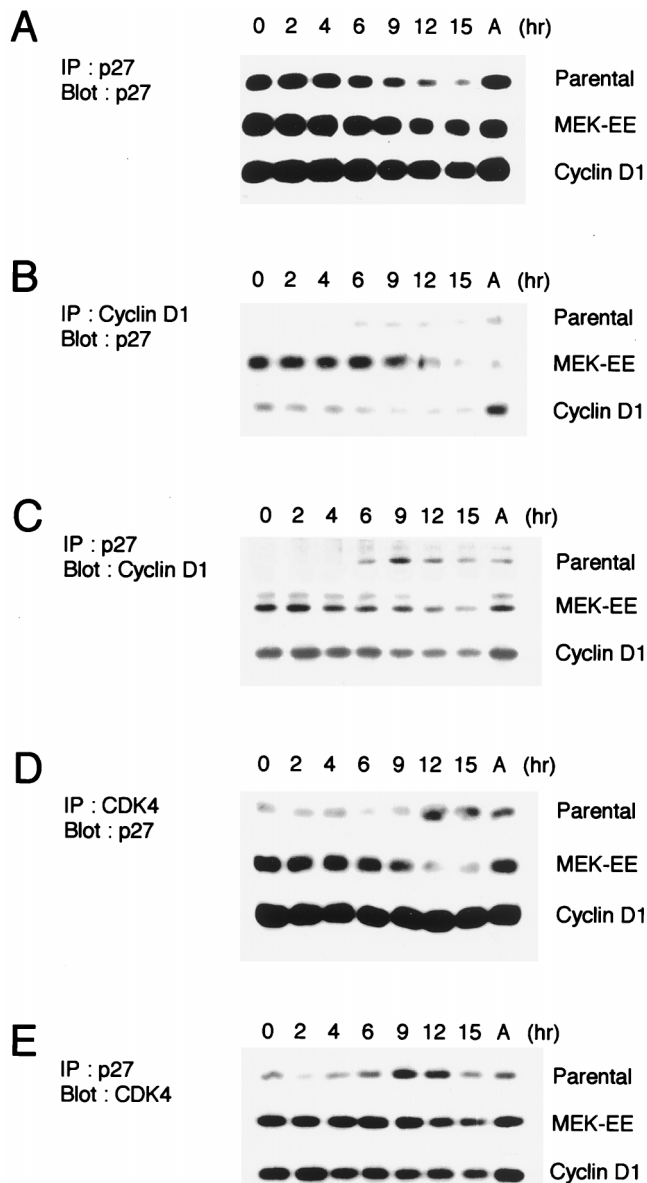 A
0 2 4 6 9 12 15 A (hr)
IP : p27
Blot : p27
Parental
MEK-EE
Cyclin D1
B
0 2 4 6 9 12 15 A (hr)
IP : Cyclin D1
Blot : p27
Parental
MEK-EE
Cyclin D1
C
0 2 4 6 9 12 15 A (hr)
IP : p27
Blot : Cyclin D1
Parental
MEK-EE
Cyclin D1
D
0 2 4 6 9 12 15 A (hr)
IP : CDK4
Blot : p27
Parental
MEK-EE
Cyclin D1
E
0 2 4 6 9 12 15 A (hr)
IP : p27
Blot : CDK4
Parental
MEK-EE
Cyclin D1